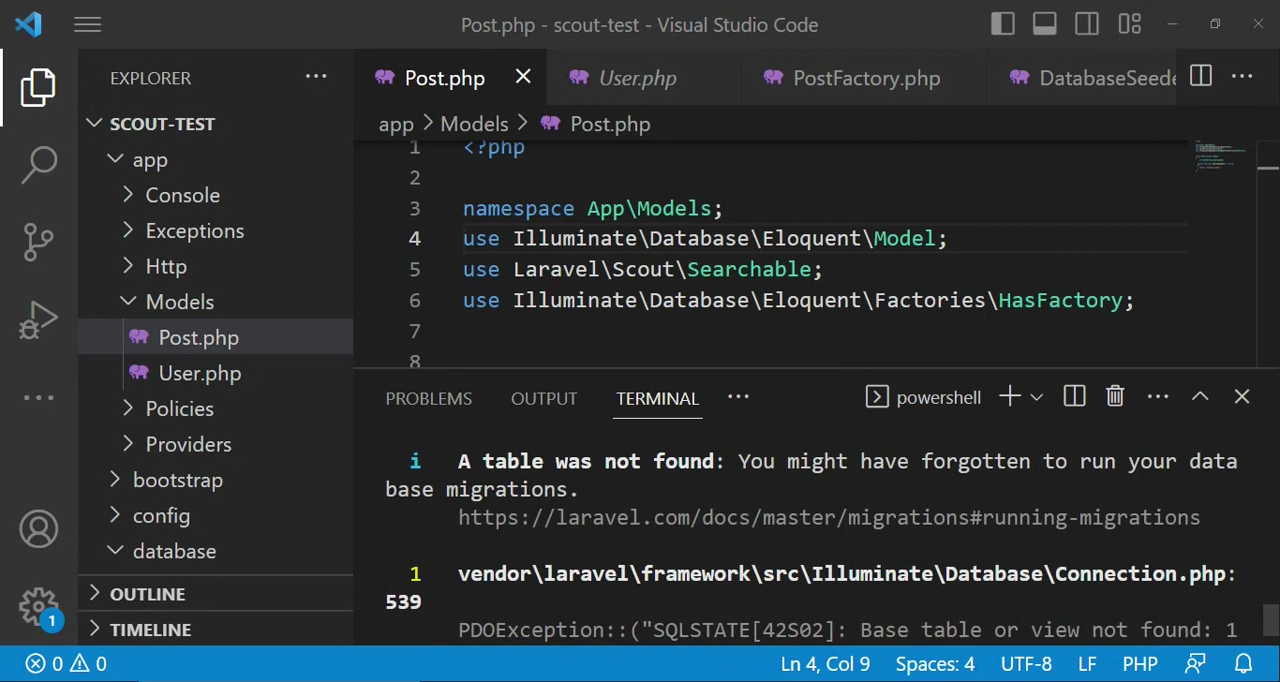 Post.php - scout-test - Visual Studio Code
EXPLORER
SCOUT-TEST
app
Console
Exceptions
Http
Models
Post.php
User.php
Policies
Providers
bootstrap
config
database
OUTLINE
TIMELINE
1
Post.php
User.php
PostFactory.php
DatabaseSeede
app > Models > Post.php
1 <?php
2
3 namespace App\Models;
4 use Illuminate\Database\Eloquent\Model;
5 use Laravel\Scout\Searchable;
6 use Illuminate\Database\Eloquent\Factories\HasFactory;
7
8
PROBLEMS OUTPUT TERMINAL
powershell
i A table was not found: You might have forgotten to run your data
base migrations.
https://laravel.com/docs/master/migrations#running-migrations
1 vendor\laravel\framework\src\Illuminate\Database\Connection.php:
539
PDOException::("SQLSTATE[42S02]: Base table or view not found: 1
0 0
Ln 4, Col 9 Spaces: 4 UTF-8 LF PHP